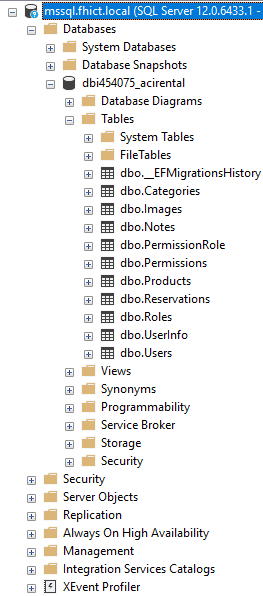 mssql.fhict.local (SQL Server 12.0.6433.1 -
Databases
System Databases
Database Snapshots
dbi454075_acirental
Database Diagrams
Tables
System Tables
FileTables
dbo.__EFMigrationsHistory
dbo.Categories
dbo.Images
dbo.Notes
dbo.PermissionRole
dbo.Permissions
dbo.Products
dbo.Reservations
dbo.Roles
dbo.UserInfo
dbo.Users
Views
Synonyms
Programmability
Service Broker
Storage
Security
Security
Server Objects
Replication
Always On High Availability
Management
Integration Services Catalogs
XEvent Profiler